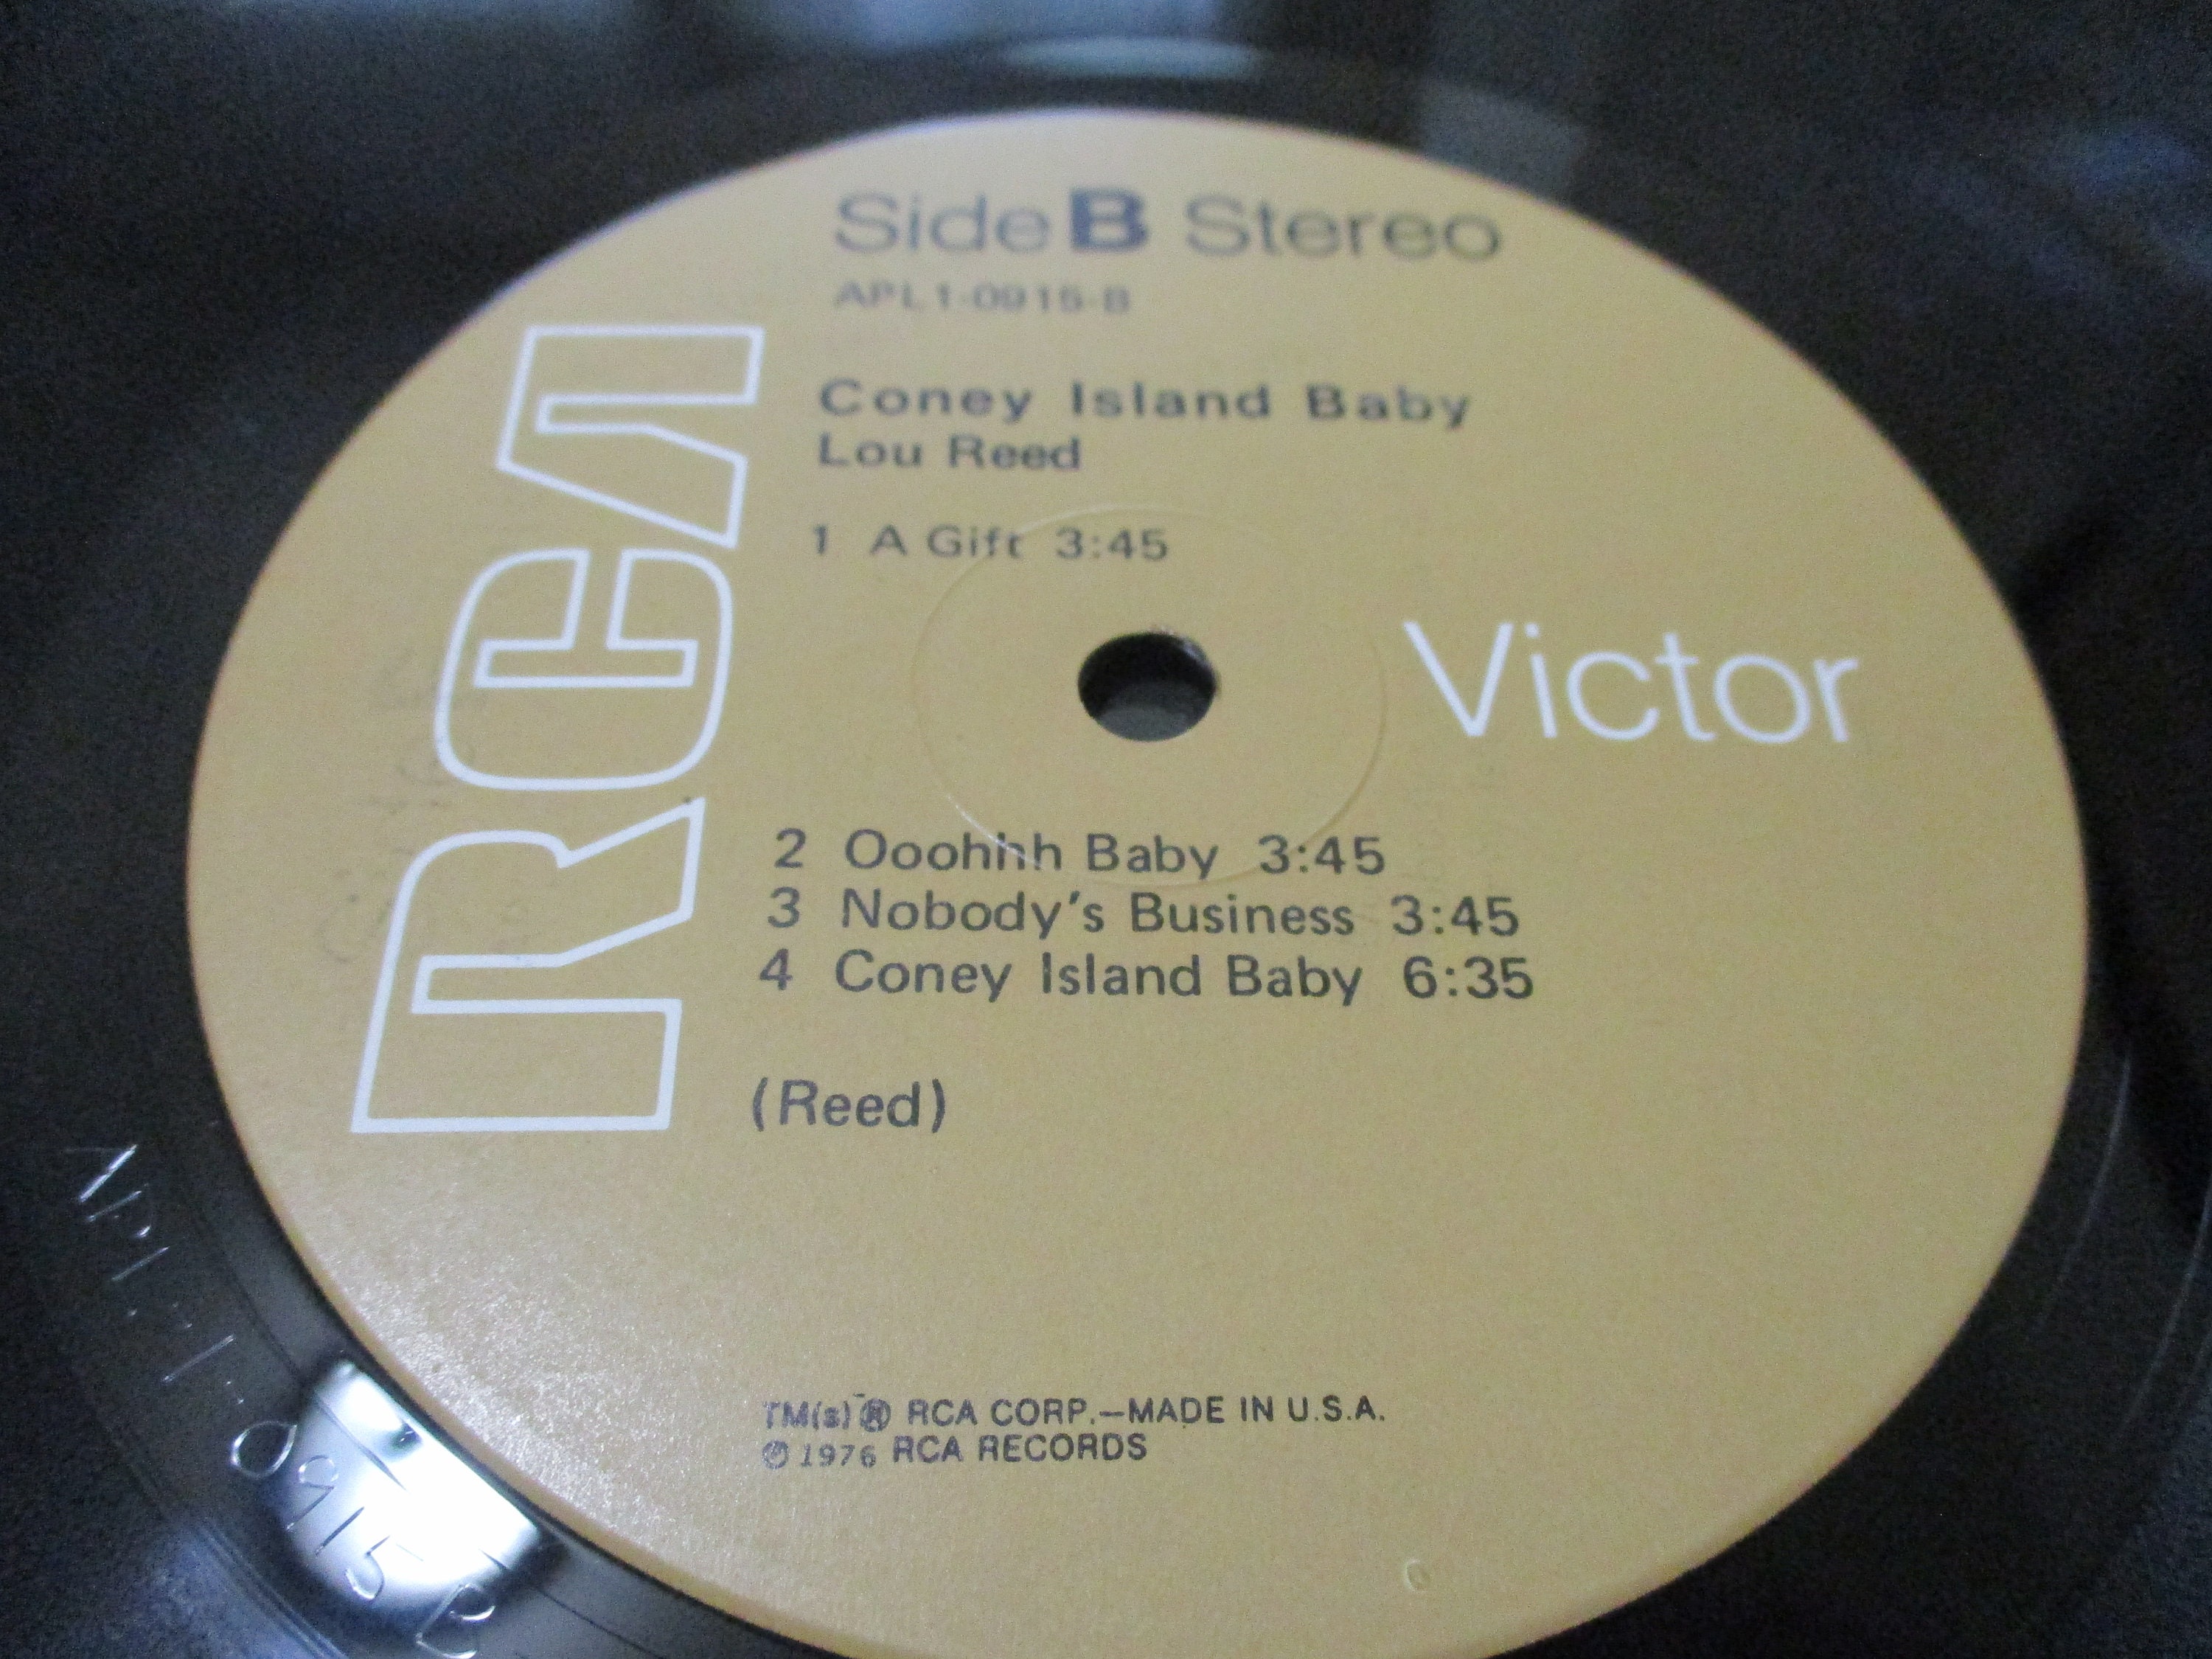 Side B Stereo
APL1-0915-B
Coney Island Baby
Lou Reed
1 A Gift 3:45
RCA
Victor
2 Ooohhh Baby 3:45
3 Nobody's Business 3:45
4 Coney Island Baby 6:35
(Reed)
TM(s) ® RCA CORP.—MADE IN U.S.A.
℗ 1976 RCA RECORDS
0915